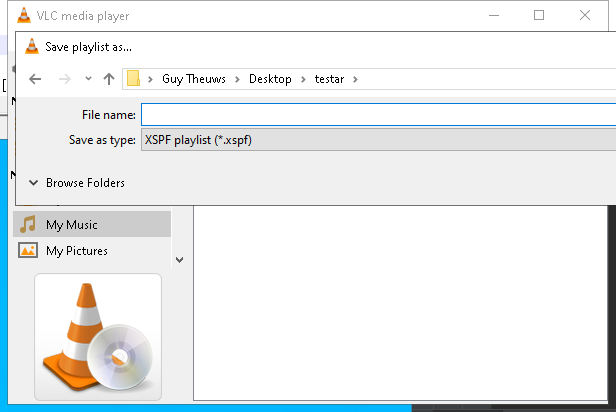 VLC media player
Save playlist as...
Guy Theuws > Desktop > testar >
File name:
Save as type: XSPF playlist (*.xspf)
Browse Folders
My Music
My Pictures